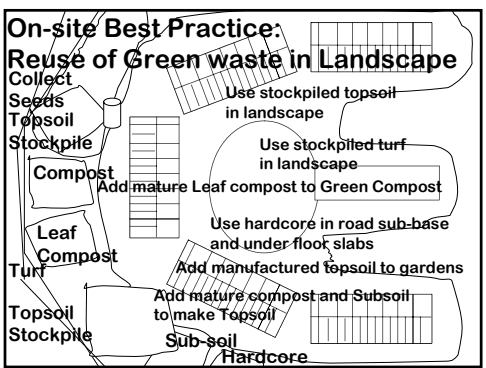 On-site Best Practice:
Reuse of Green waste in Landscape
Collect
Seeds
Topsoil
Stockpile
Use stockpiled topsoil
in landscape
Use stockpiled turf
in landscape
Compost
Add mature Leaf compost to Green Compost
Leaf
Compost
Use hardcore in road sub-base
and under floor slabs
Turf
Add manufactured topsoil to gardens
Add mature compost and Subsoil
to make Topsoil
Topsoil
Stockpile
Sub-soil
Hardcore